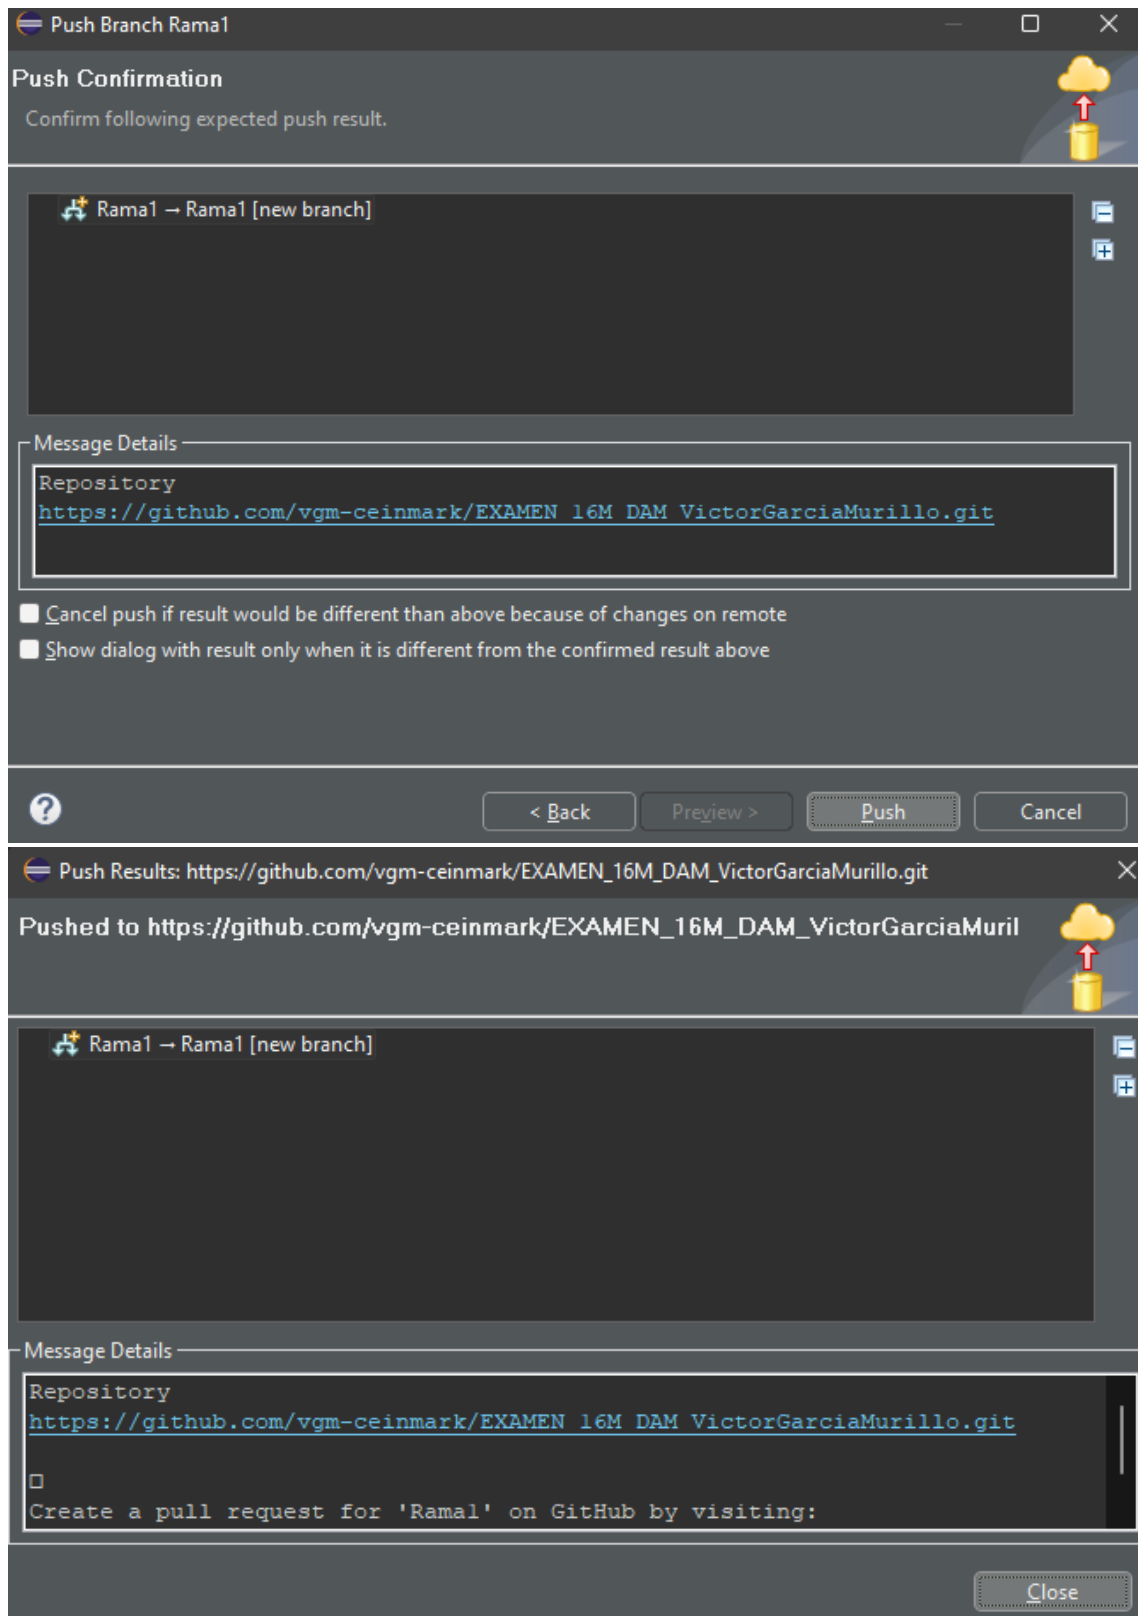 Push Branch Rama1
Push Confirmation
Confirm following expected push result.
Rama1 → Rama1 [new branch]
Message Details
Repository
https://github.com/vgm-ceinmark/EXAMEN_16M_DAM_VictorGarciaMurillo.git
Cancel push if result would be different than above because of changes on remote
Show dialog with result only when it is different from the confirmed result above
?
< Back
Preview >
Push
Cancel
Push Results: https://github.com/vgm-ceinmark/EXAMEN_16M_DAM_VictorGarciaMurillo.git
Pushed to https://github.com/vgm-ceinmark/EXAMEN_16M_DAM_VictorGarciaMuril
Rama1 → Rama1 [new branch]
Message Details
Repository
https://github.com/vgm-ceinmark/EXAMEN_16M_DAM_VictorGarciaMurillo.git
□
Create a pull request for 'Rama1' on GitHub by visiting:
Close